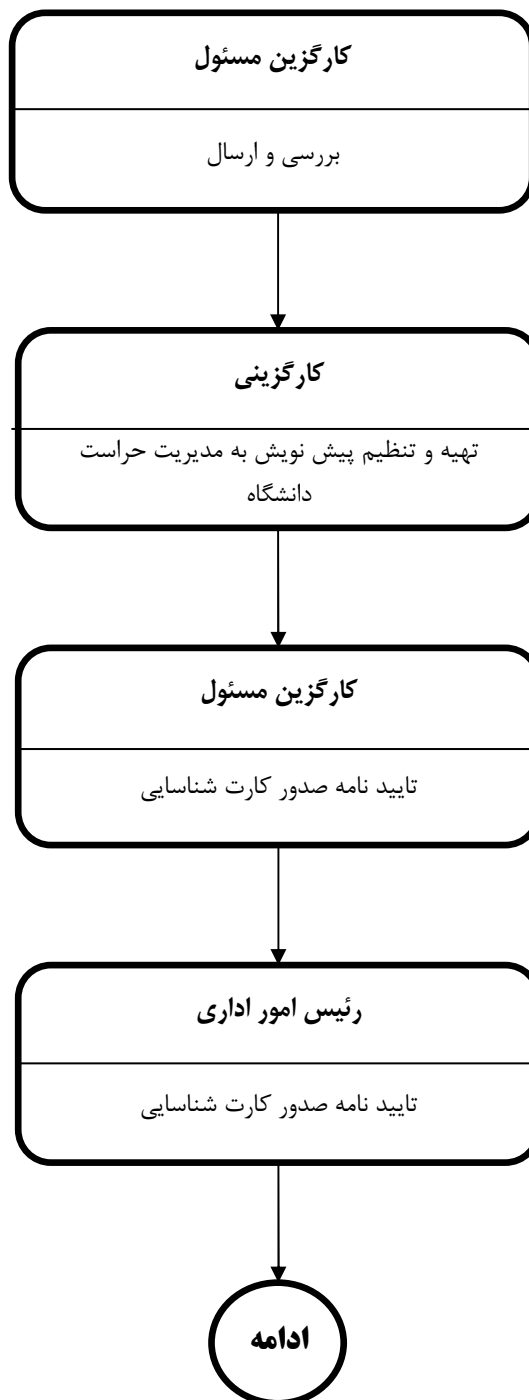 کارگزین مسئول
بررسی و ارسال
کارگزینی
تهیه و تنظیم پیش نویش به مدیریت حراست
دانشگاه
کارگزین مسئول
تایید نامه صدور کارت شناسایی
رئیس امور اداری
تایید نامه صدور کارت شناسایی
ادامه